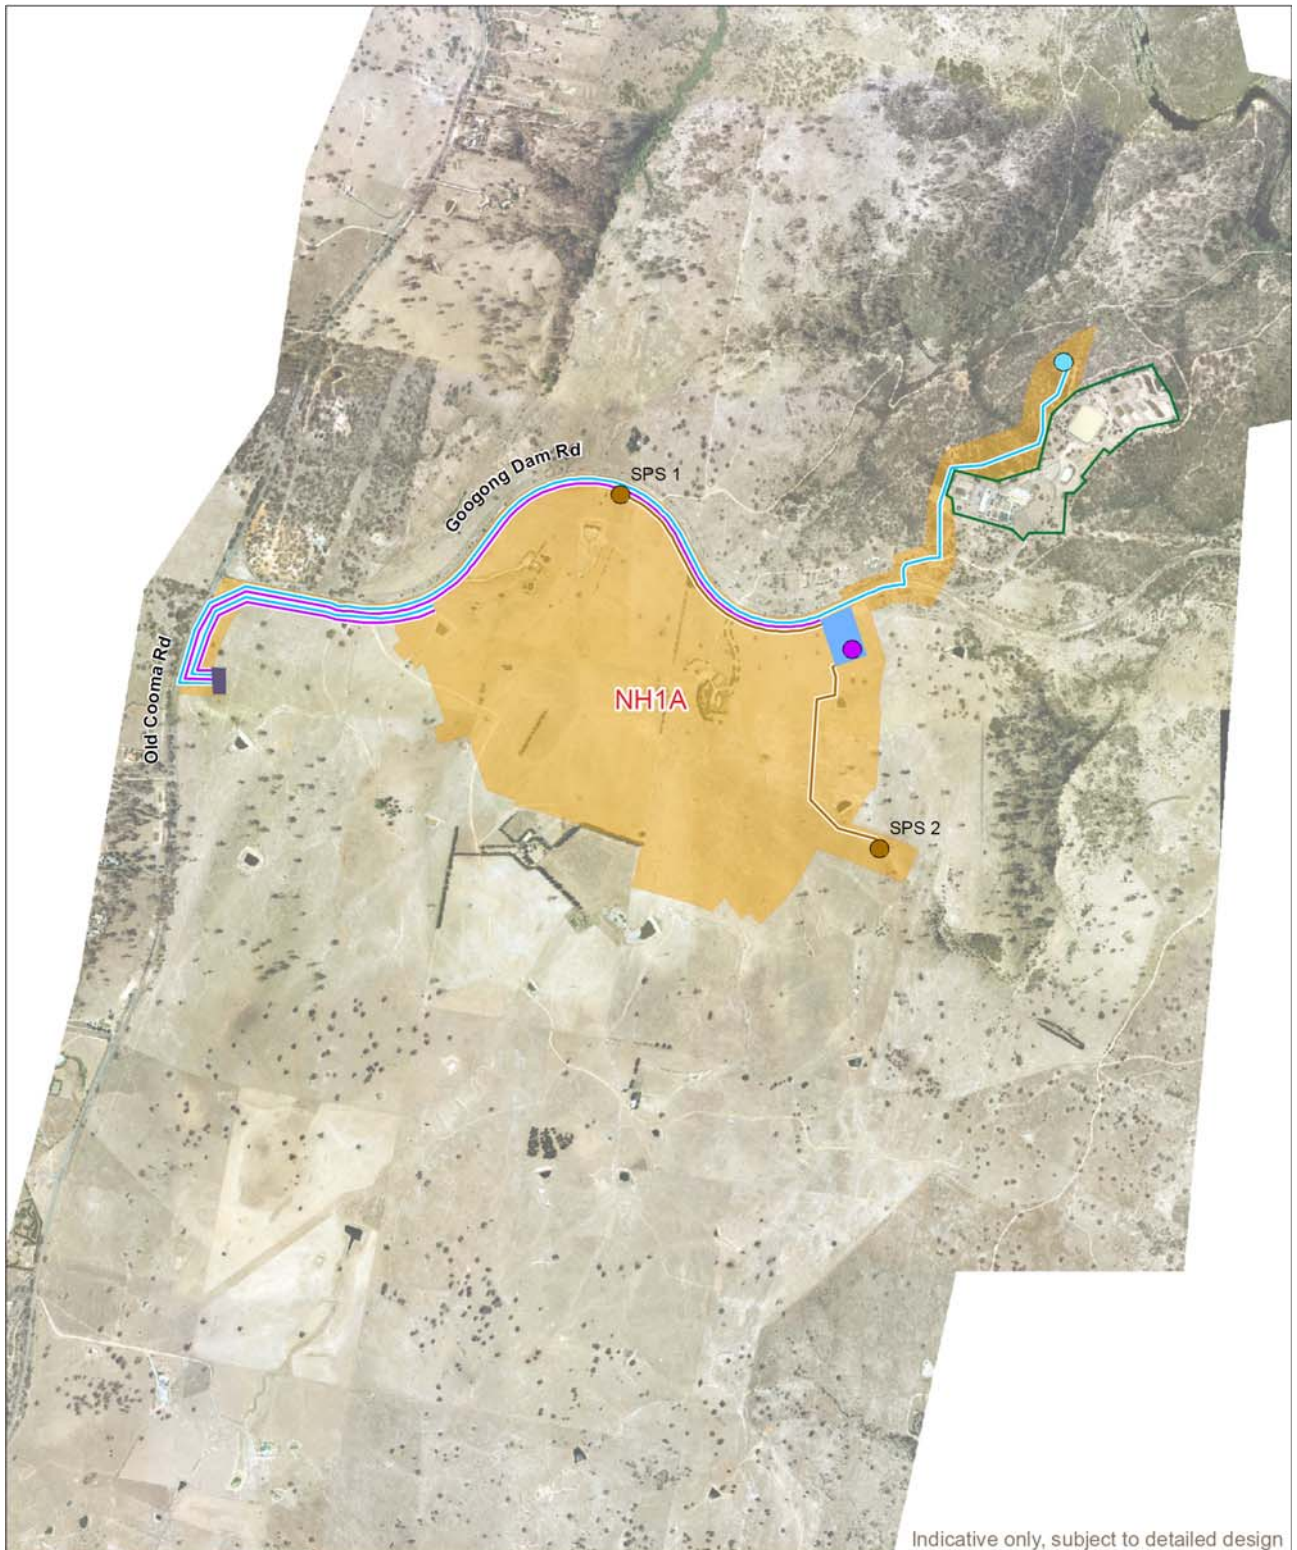 Googong Dam Rd
SPS 1
Old Cooma Rd
NH1A
SPS 2
Indicative only, subject to detailed design